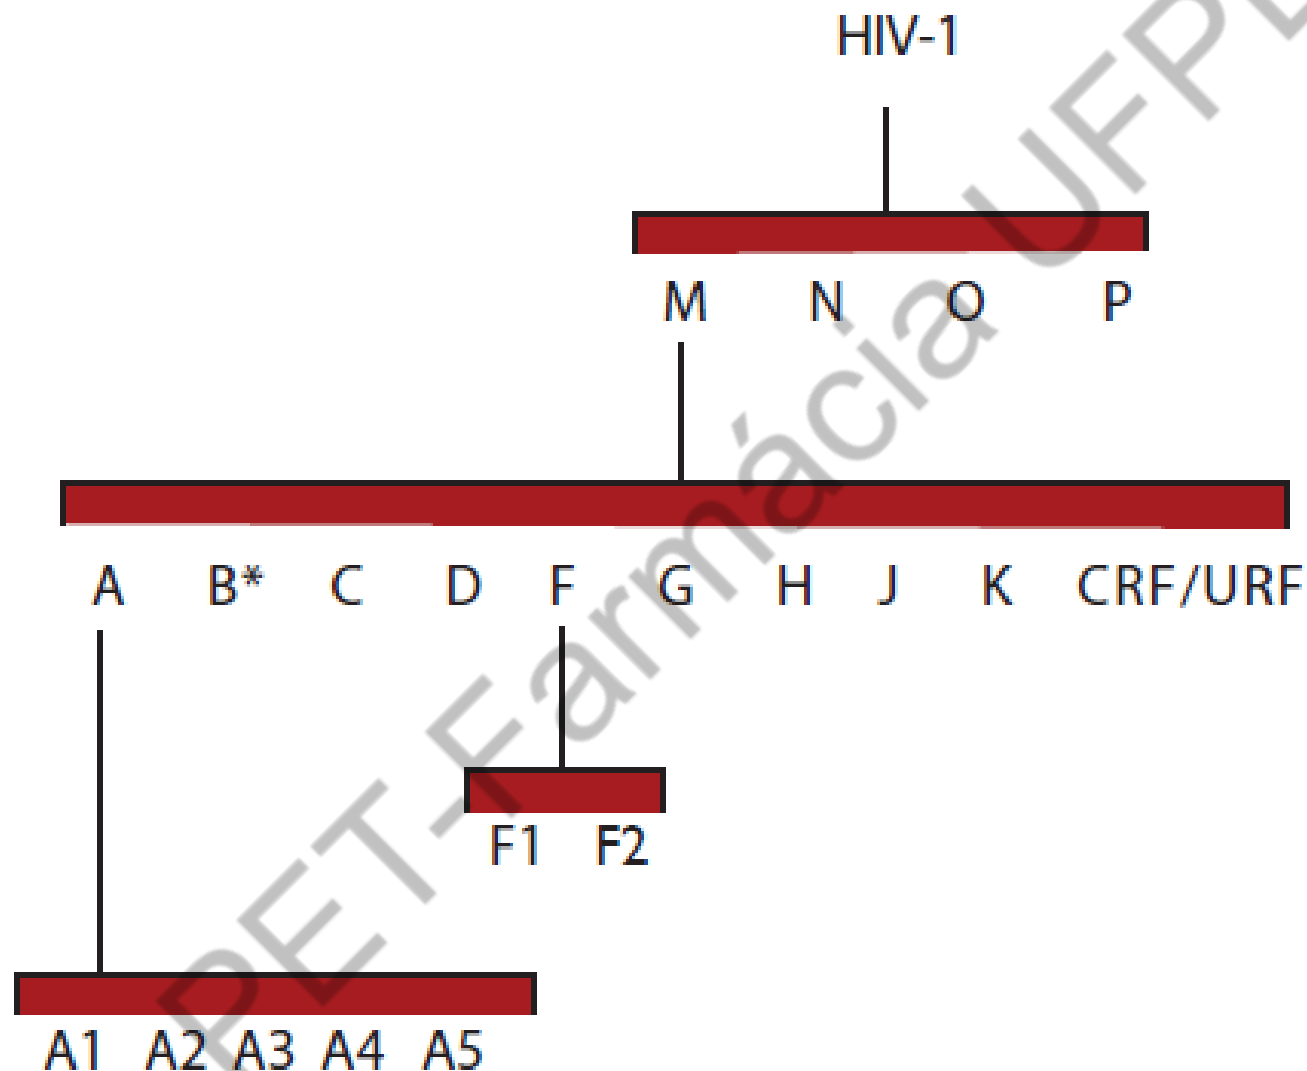 HIV-1
M N O P
A B* C D F G H J K CRF/URF
F1 F2
A1 A2 A3 A4 A5
PET-Farmácia UFPE